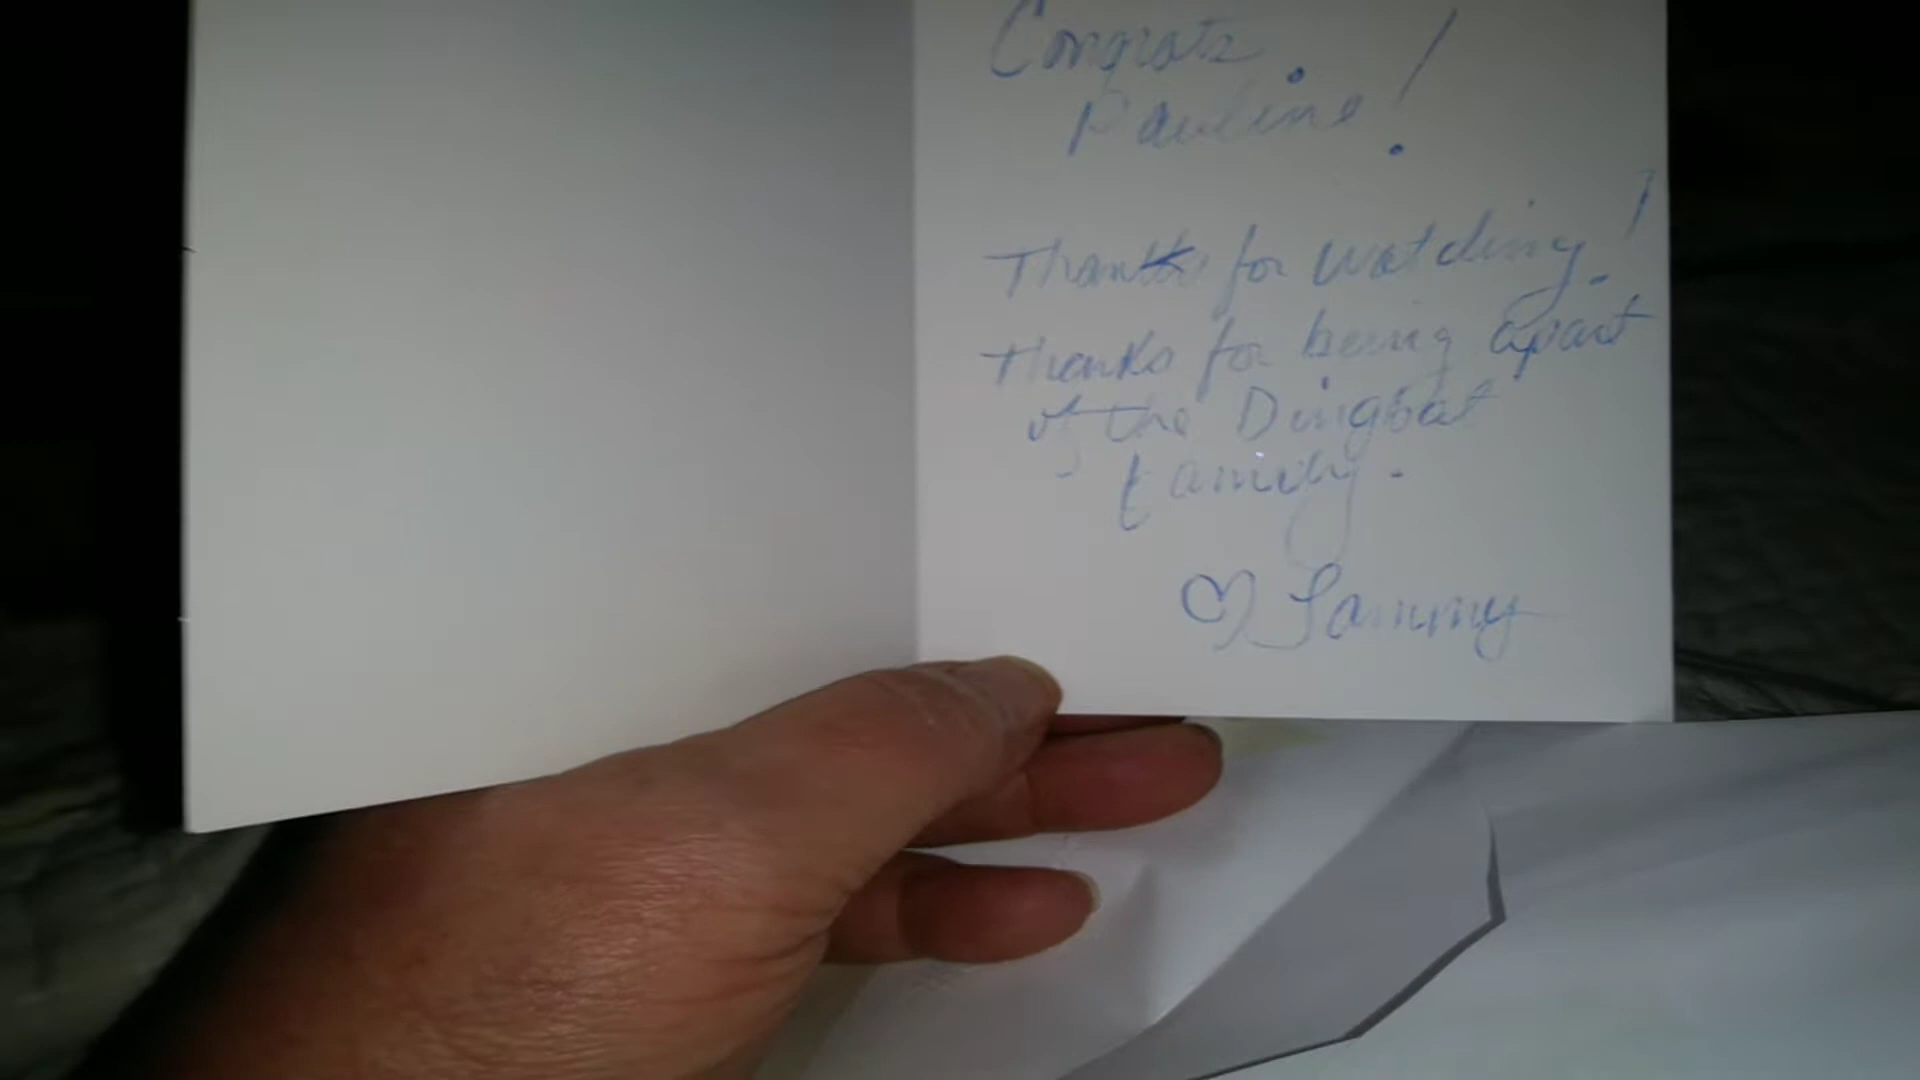 Congrats.
Pauline!
Thanks for watching!
Thanks for being apart
of the Dingbat
family.
♡ Sammy